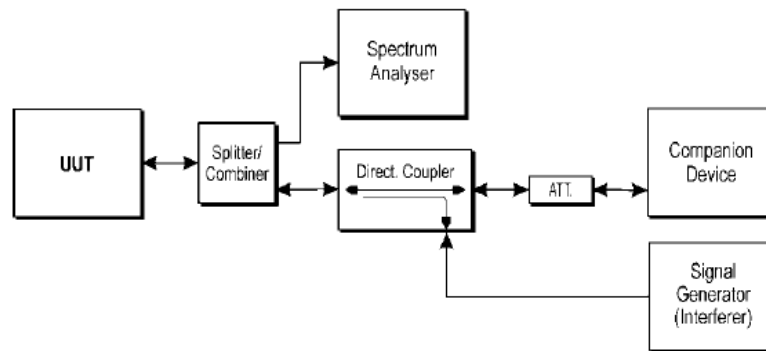 Spectrum
Analyser
UUT
Splitter/
Combiner
Direct. Coupler
ATT.
Companion
Device
Signal
Generator
(Interferer)